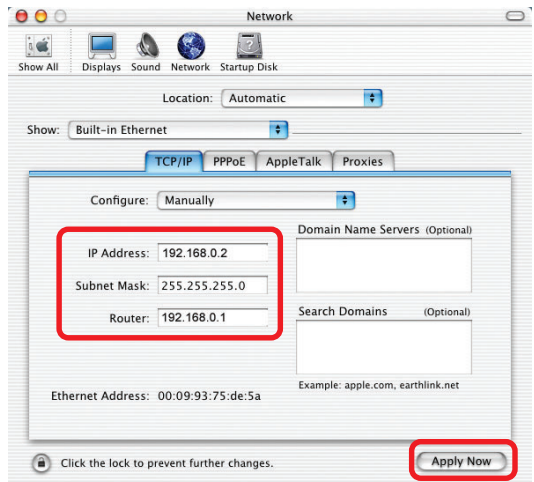 Network
Show All Displays Sound Network Startup Disk
Location: Automatic
Show: Built-in Ethernet
TCP/IP PPPoE AppleTalk Proxies
Configure: Manually
Domain Name Servers (Optional)
IP Address: 192.168.0.2
Subnet Mask: 255.255.255.0
Router: 192.168.0.1
Search Domains (Optional)
Example: apple.com, earthlink.net
Ethernet Address: 00:09:93:75:de:5a
Click the lock to prevent further changes.
Apply Now